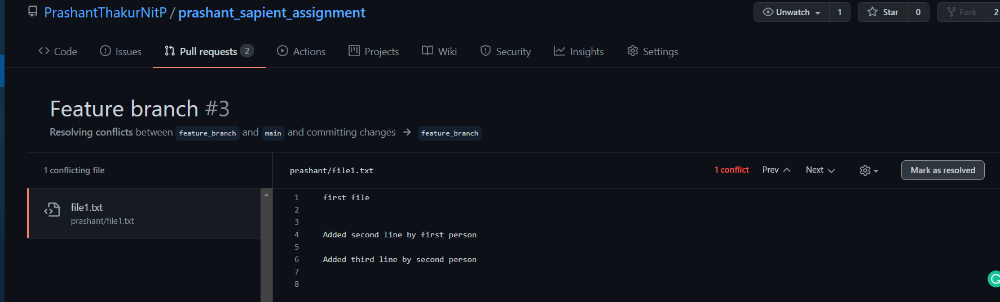 PrashantThakurNitP / prashant_sapient_assignment
Unwatch 1 Star 0 Fork 2
Code Issues Pull requests 2 Actions Projects Wiki Security Insights Settings
Feature branch #3
Resolving conflicts between feature_branch and main and committing changes → feature_branch
1 conflicting file
prashant/file1.txt 1 conflict Prev Next Mark as resolved
file1.txt
prashant/file1.txt
1 first file
2
3
4 Added second line by first person
5
6 Added third line by second person
7
8